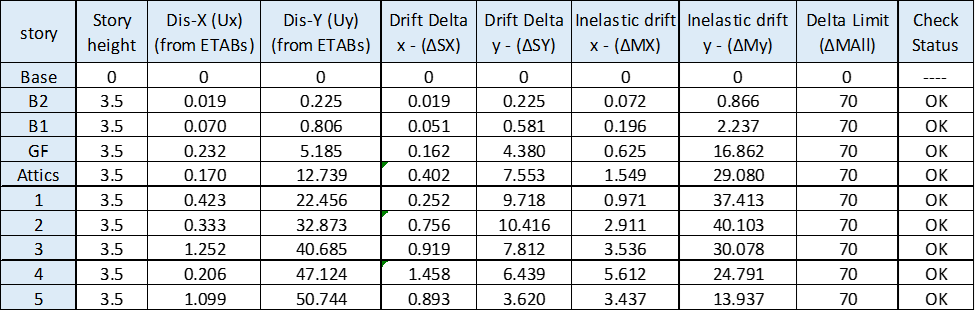 story | Story height | Dis-X (Ux) (from ETABs) | Dis-Y (Uy) (from ETABs) | Drift Delta x - (ΔSX) | Drift Delta y - (ΔSY) | Inelastic drift x - (ΔMX) | Inelastic drift y - (ΔMy) | Delta Limit (ΔMAll) | Check Status
Base | 0 | 0 | 0 | 0 | 0 | 0 | 0 | 0 | ----
B2 | 3.5 | 0.019 | 0.225 | 0.019 | 0.225 | 0.072 | 0.866 | 70 | OK
B1 | 3.5 | 0.070 | 0.806 | 0.051 | 0.581 | 0.196 | 2.237 | 70 | OK
GF | 3.5 | 0.232 | 5.185 | 0.162 | 4.380 | 0.625 | 16.862 | 70 | OK
Attics | 3.5 | 0.170 | 12.739 | 0.402 | 7.553 | 1.549 | 29.080 | 70 | OK
1 | 3.5 | 0.423 | 22.456 | 0.252 | 9.718 | 0.971 | 37.413 | 70 | OK
2 | 3.5 | 0.333 | 32.873 | 0.756 | 10.416 | 2.911 | 40.103 | 70 | OK
3 | 3.5 | 1.252 | 40.685 | 0.919 | 7.812 | 3.536 | 30.078 | 70 | OK
4 | 3.5 | 0.206 | 47.124 | 1.458 | 6.439 | 5.612 | 24.791 | 70 | OK
5 | 3.5 | 1.099 | 50.744 | 0.893 | 3.620 | 3.437 | 13.937 | 70 | OK